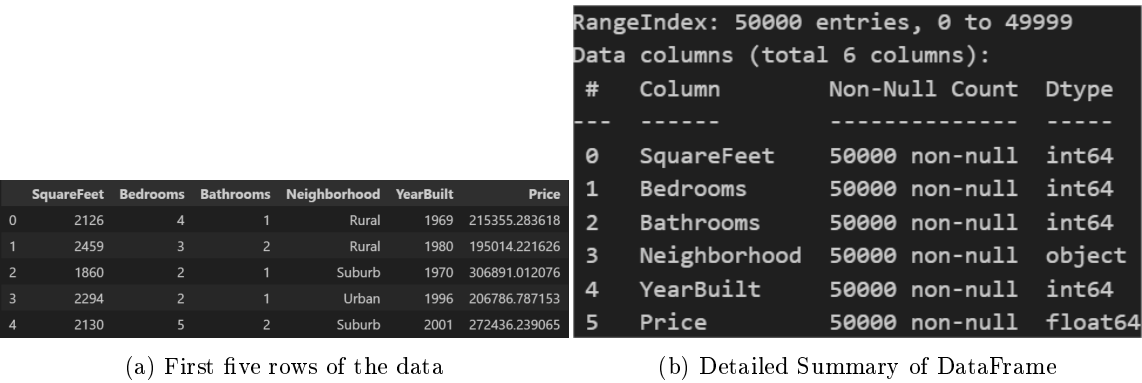 SquareFeet Bedrooms Bathrooms Neighborhood YearBuilt Price
0 2126 4 1 Rural 1969 215355.283618
1 2459 3 2 Rural 1980 195014.221626
2 1860 2 1 Suburb 1970 306891.012076
3 2294 2 1 Urban 1996 206786.787153
4 2130 5 2 Suburb 2001 272436.239065
(a) First five rows of the data
RangeIndex: 50000 entries, 0 to 49999
Data columns (total 6 columns):
# Column Non-Null Count Dtype
--- ------ -------------- -----
0 SquareFeet 50000 non-null int64
1 Bedrooms 50000 non-null int64
2 Bathrooms 50000 non-null int64
3 Neighborhood 50000 non-null object
4 YearBuilt 50000 non-null int64
5 Price 50000 non-null float64
(b) Detailed Summary of DataFrame